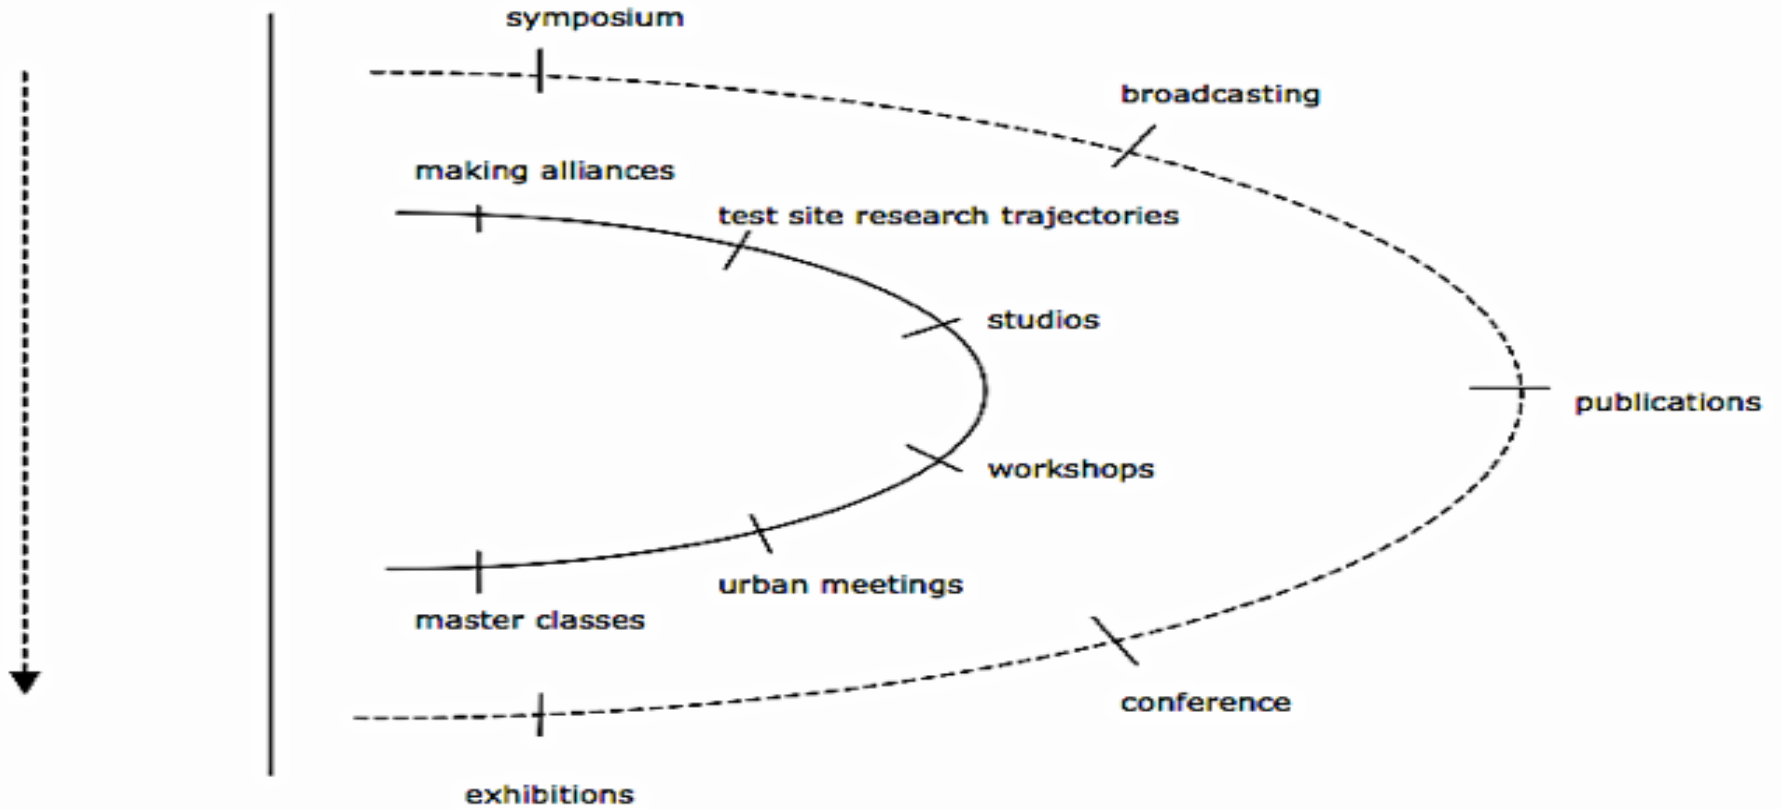 symposium
broadcasting
making alliances
test site research trajectories
studios
publications
workshops
urban meetings
master classes
conference
exhibitions